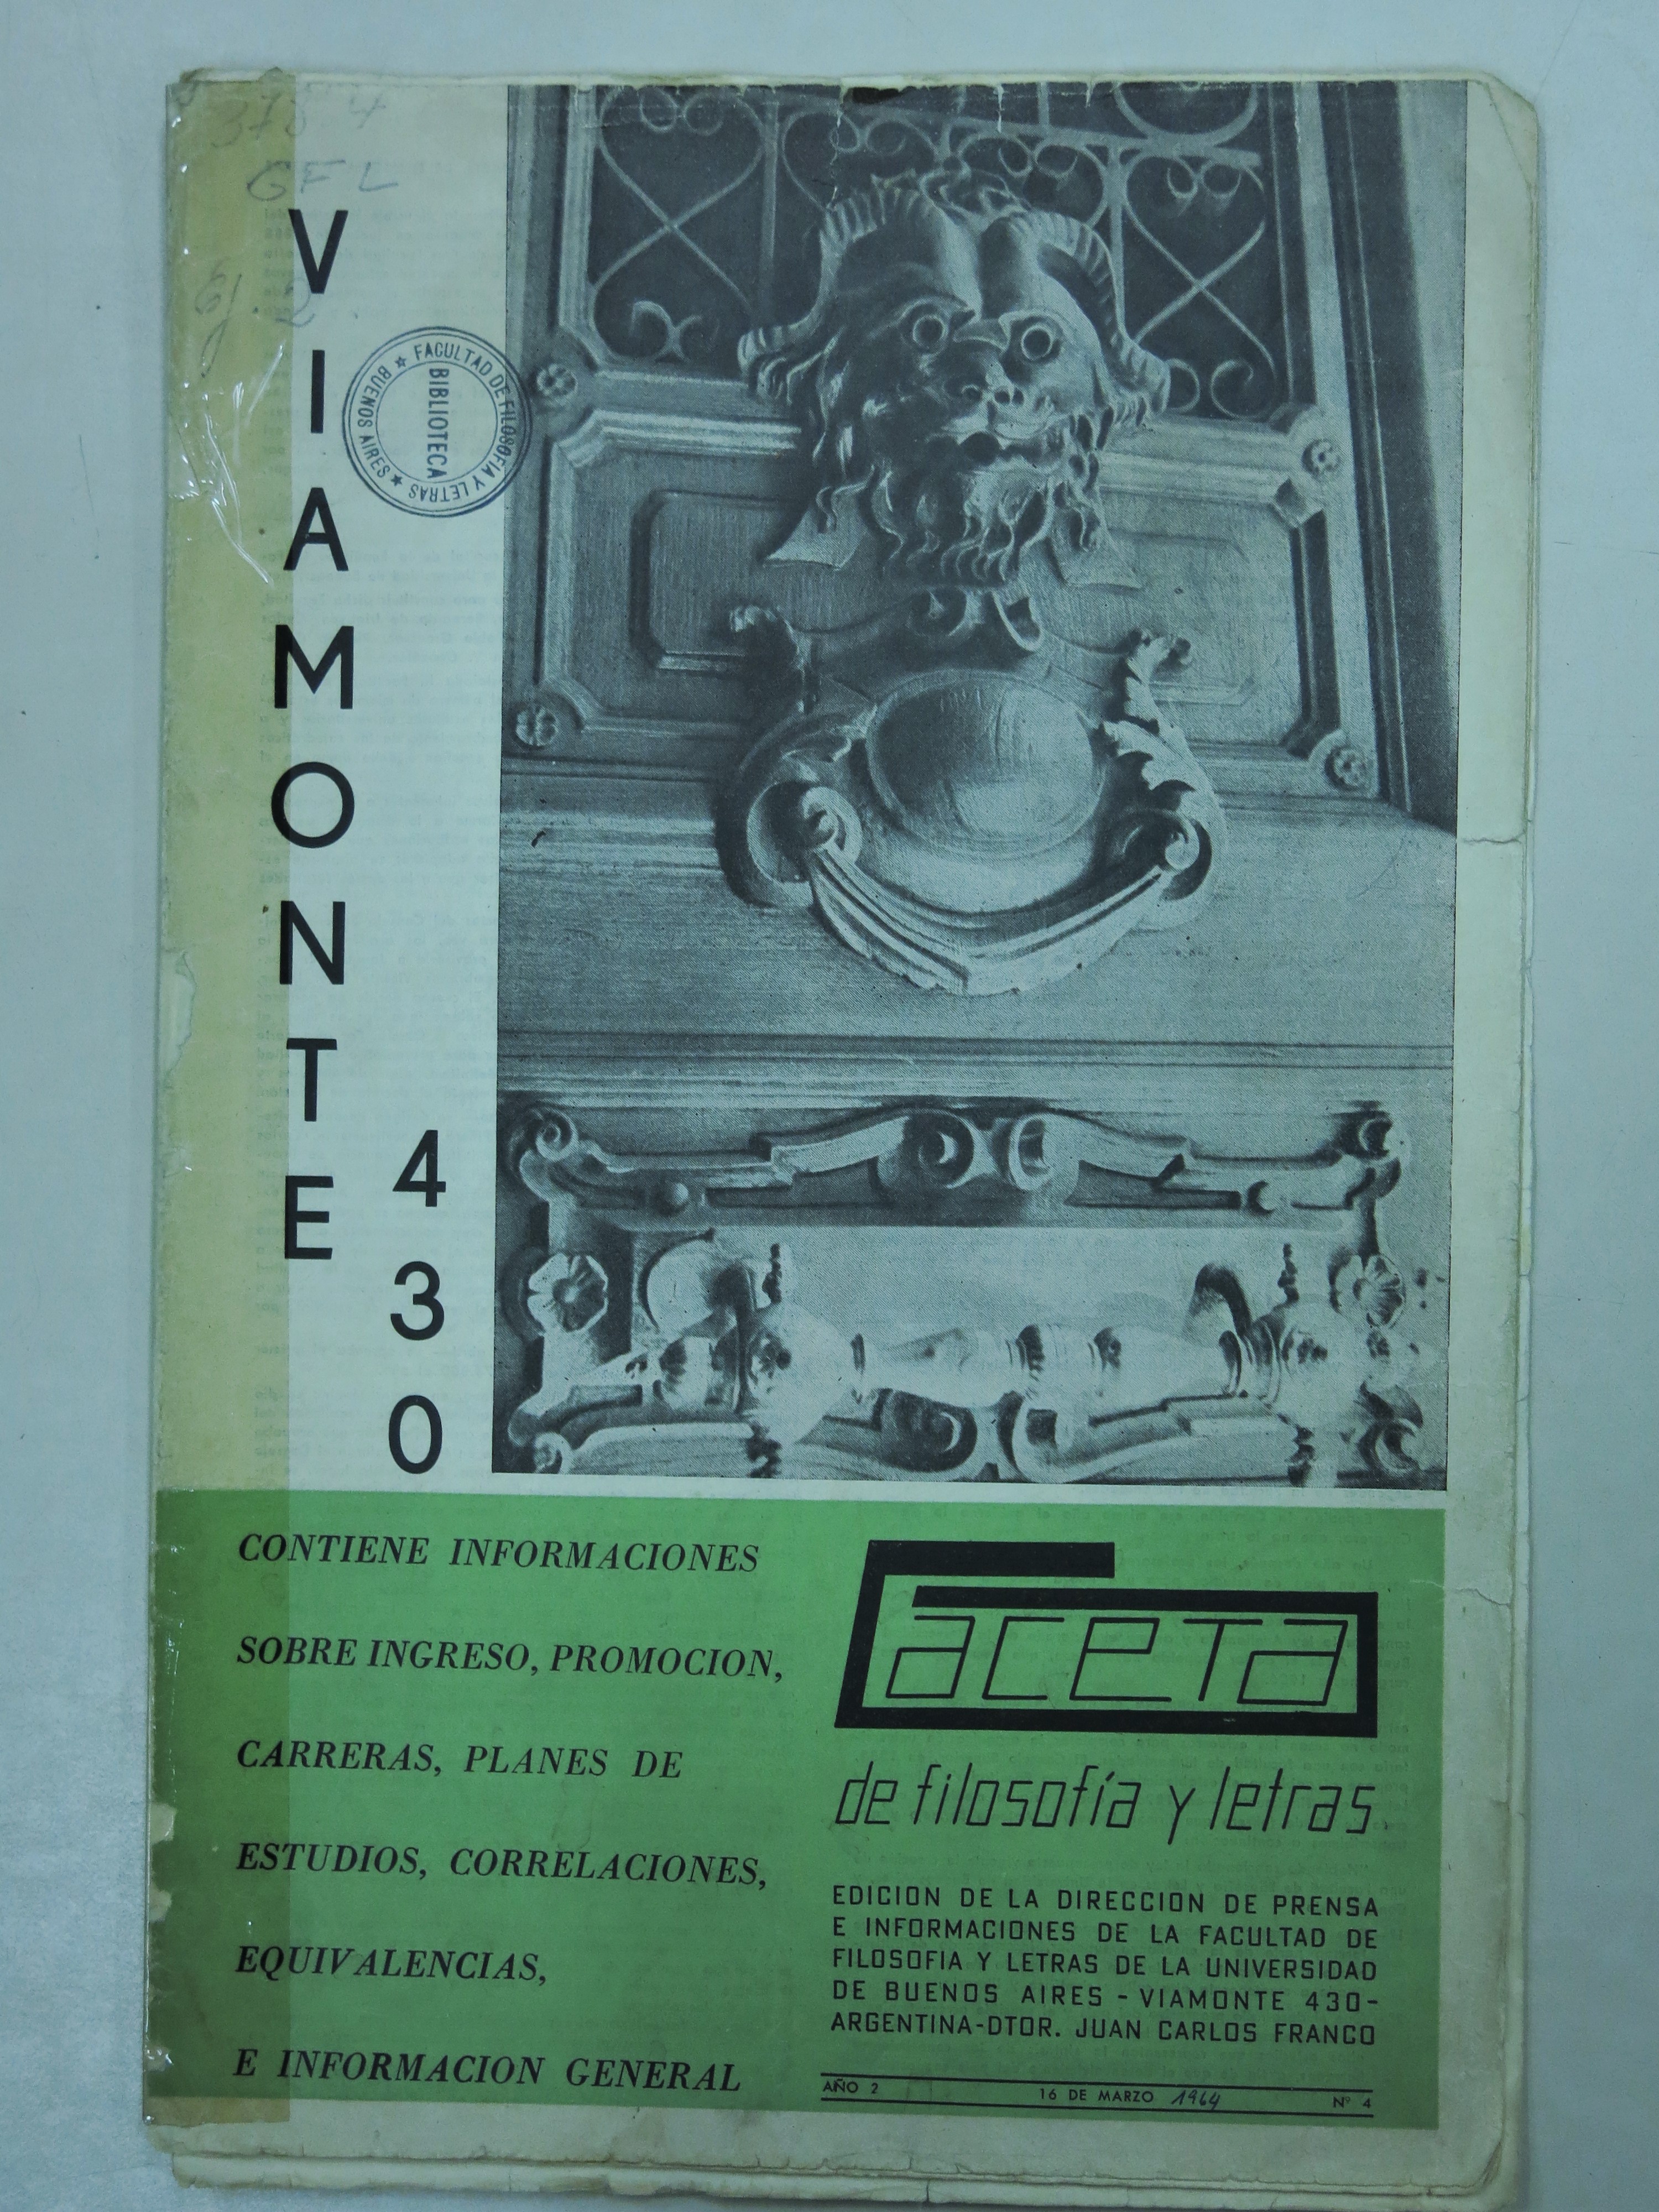 GFL
Ej. 2
VIAMONTE
430
FACULTAD DE FILOSOFIA Y LETRAS
BUENOS AIRES
BIBLIOTECA
CONTIENE INFORMACIONES
SOBRE INGRESO, PROMOCION,
CARRERAS, PLANES DE
ESTUDIOS, CORRELACIONES,
EQUIVALENCIAS,
E INFORMACION GENERAL
Gaceta
de filosofía y letras
EDICION DE LA DIRECCION DE PRENSA
E INFORMACIONES DE LA FACULTAD DE
FILOSOFIA Y LETRAS DE LA UNIVERSIDAD
DE BUENOS AIRES - VIAMONTE 430-
ARGENTINA-DTOR. JUAN CARLOS FRANCO
AÑO 2 16 DE MARZO 1964 Nº 4